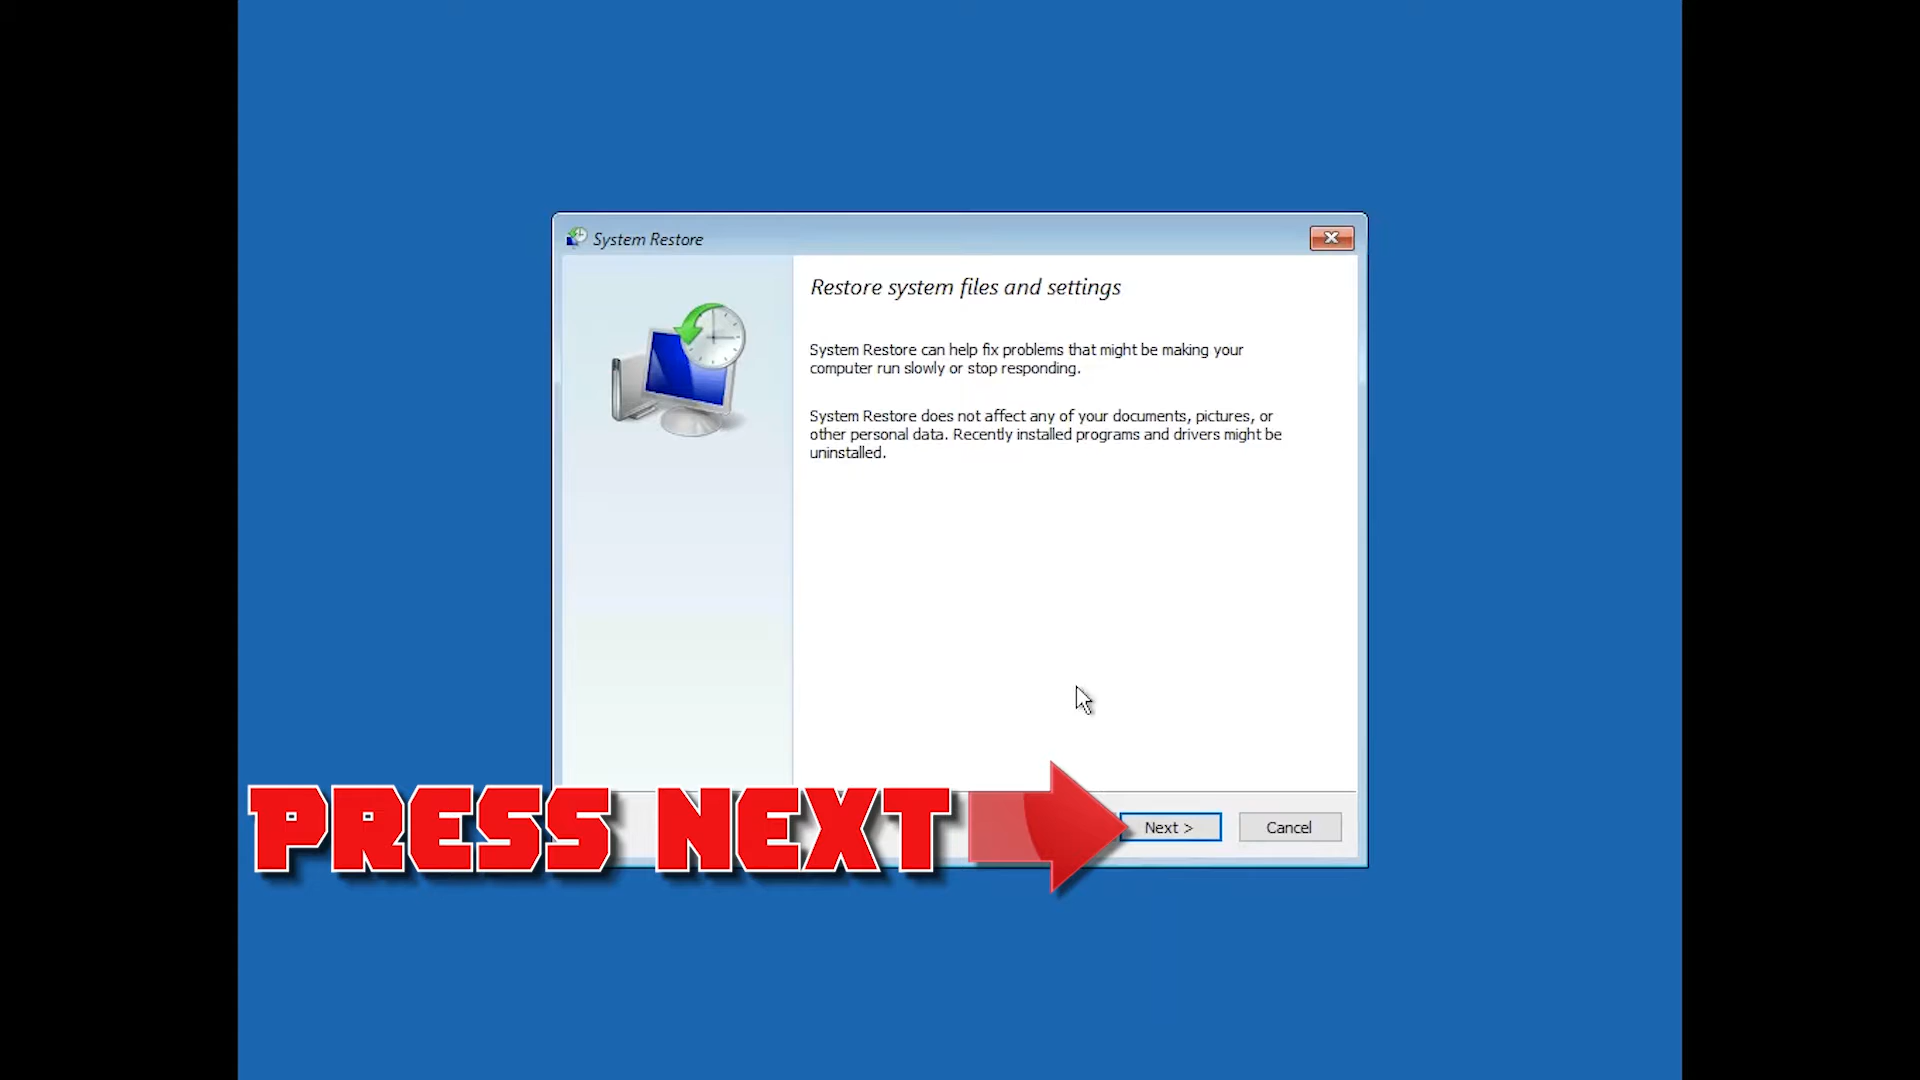 System Restore
Restore system files and settings
System Restore can help fix problems that might be making your
computer run slowly or stop responding.
System Restore does not affect any of your documents, pictures, or
other personal data. Recently installed programs and drivers might be
uninstalled.
PRESS NEXT
Next >
Cancel